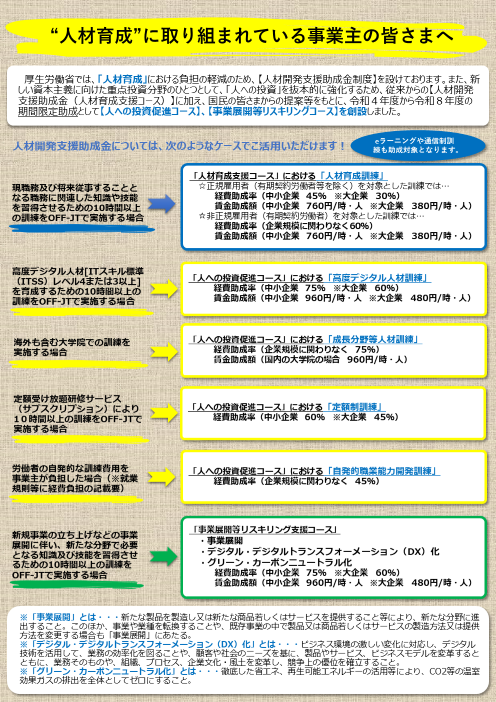 “人材育成”に取り組まれている事業主の皆さまへ
厚生労働省では、「人材育成」における負担の軽減のため、【人材開発支援助成金制度】を設けております。また、新
しい資本主義に向けた重点投資分野のひとつとして、「人への投資」を抜本的に強化するため、従来からの【人材開発
支援助成金（人材育成支援コース）】に加え、国民の皆さまからの提案等をもとに、令和４年度から令和８年度の
期間限定助成として【人への投資促進コース】、【事業展開等リスキリングコース】を創設しました。
人材開発支援助成金については、次のようなケースでご活用いただけます！
eラーニングや通信制訓
練も助成対象となります。
現職務及び将来従事することと
なる職務に関連した知識や技能
を習得させるための10時間以上
の訓練をOFF-JTで実施する場合
「人材育成支援コース」における「人材育成訓練」
☆正規雇用者（有期契約労働者等を除く）を対象とした訓練では…
経費助成率（中小企業 45% ※大企業 30%）
賃金助成額（中小企業 760円/時・人 ※大企業 380円/時・人）
☆非正規雇用者（有期契約労働者）を対象とした訓練では…
経費助成率（企業規模に関わりなく60%）
賃金助成額（中小企業 760円/時・人 ※大企業 380円/時・人）
高度デジタル人材[ITスキル標準
（ITSS）レベル4または3以上]
を育成するための10時間以上の
訓練をOFF-JTで実施する場合
「人への投資促進コース」における「高度デジタル人材訓練」
経費助成率（中小企業 75% ※大企業 60%）
賃金助成額（中小企業 960円/時・人 ※大企業 480円/時・人）
海外も含む大学院での訓練を
実施する場合
「人への投資促進コース」における「成長分野等人材訓練」
経費助成率（企業規模に関わりなく 75%）
賃金助成額（国内の大学院の場合 960円/時・人）
定額受け放題研修サービス
（サブスクリプション）により
１０時間以上の訓練をOFF-JTで
実施する場合
「人への投資促進コース」における「定額制訓練」
経費助成率（中小企業 60% ※大企業 45%）
労働者の自発的な訓練費用を
事業主が負担した場合（※就業
規則等に経費負担の記載要）
「人への投資促進コース」における「自発的職業能力開発訓練」
経費助成率（企業規模に関わりなく 45%）
新規事業の立ち上げなどの事業
展開に伴い、新たな分野で必要
となる知識及び技能を習得させ
るための10時間以上の訓練を
OFF-JTで実施する場合
「事業展開等リスキリング支援コース」
・事業展開
・デジタル・デジタルトランスフォーメーション（DX）化
・グリーン・カーボンニュートラル化
経費助成率（中小企業 75% ※大企業 60%）
賃金助成額（中小企業 960円/時・人 ※大企業 480円/時・人）
※「事業展開」とは・・・新たな製品を製造し又は新たな商品若しくはサービスを提供すること等により、新たな分野に進
出すること。このほか、事業や業種を転換することや、既存事業の中で製品又は商品若しくはサービスの製造方法又は提供
方法を変更する場合も「事業展開」にあたる。
※「デジタル・デジタルトランスフォーメーション（DX）化」とは・・・ビジネス環境の激しい変化に対応し、デジタル
技術を活用して、業務の効率化を図ることや、顧客や社会のニーズを基に、製品やサービス、ビジネスモデルを変革すると
ともに、業務そのものや、組織、プロセス、企業文化・風土を変革し、競争上の優位を確立すること。
※「グリーン・カーボンニュートラル化」とは・・・徹底した省エネ、再生可能エネルギーの活用等により、CO2等の温室
効果ガスの排出を全体としてゼロにすること。